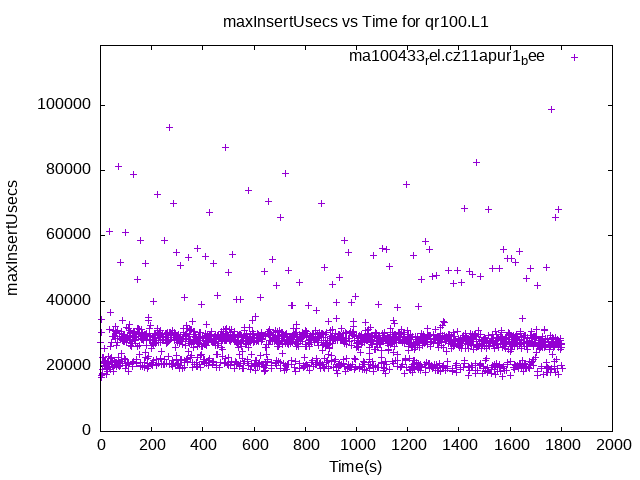 maxInsertUsecs vs Time for qr100.L1
ma100433rel.cz11apur1bee
100000
80000
60000
40000
20000
0
maxInsertUsecs
0 200 400 600 800 1000 1200 1400 1600 1800 2000
Time(s)